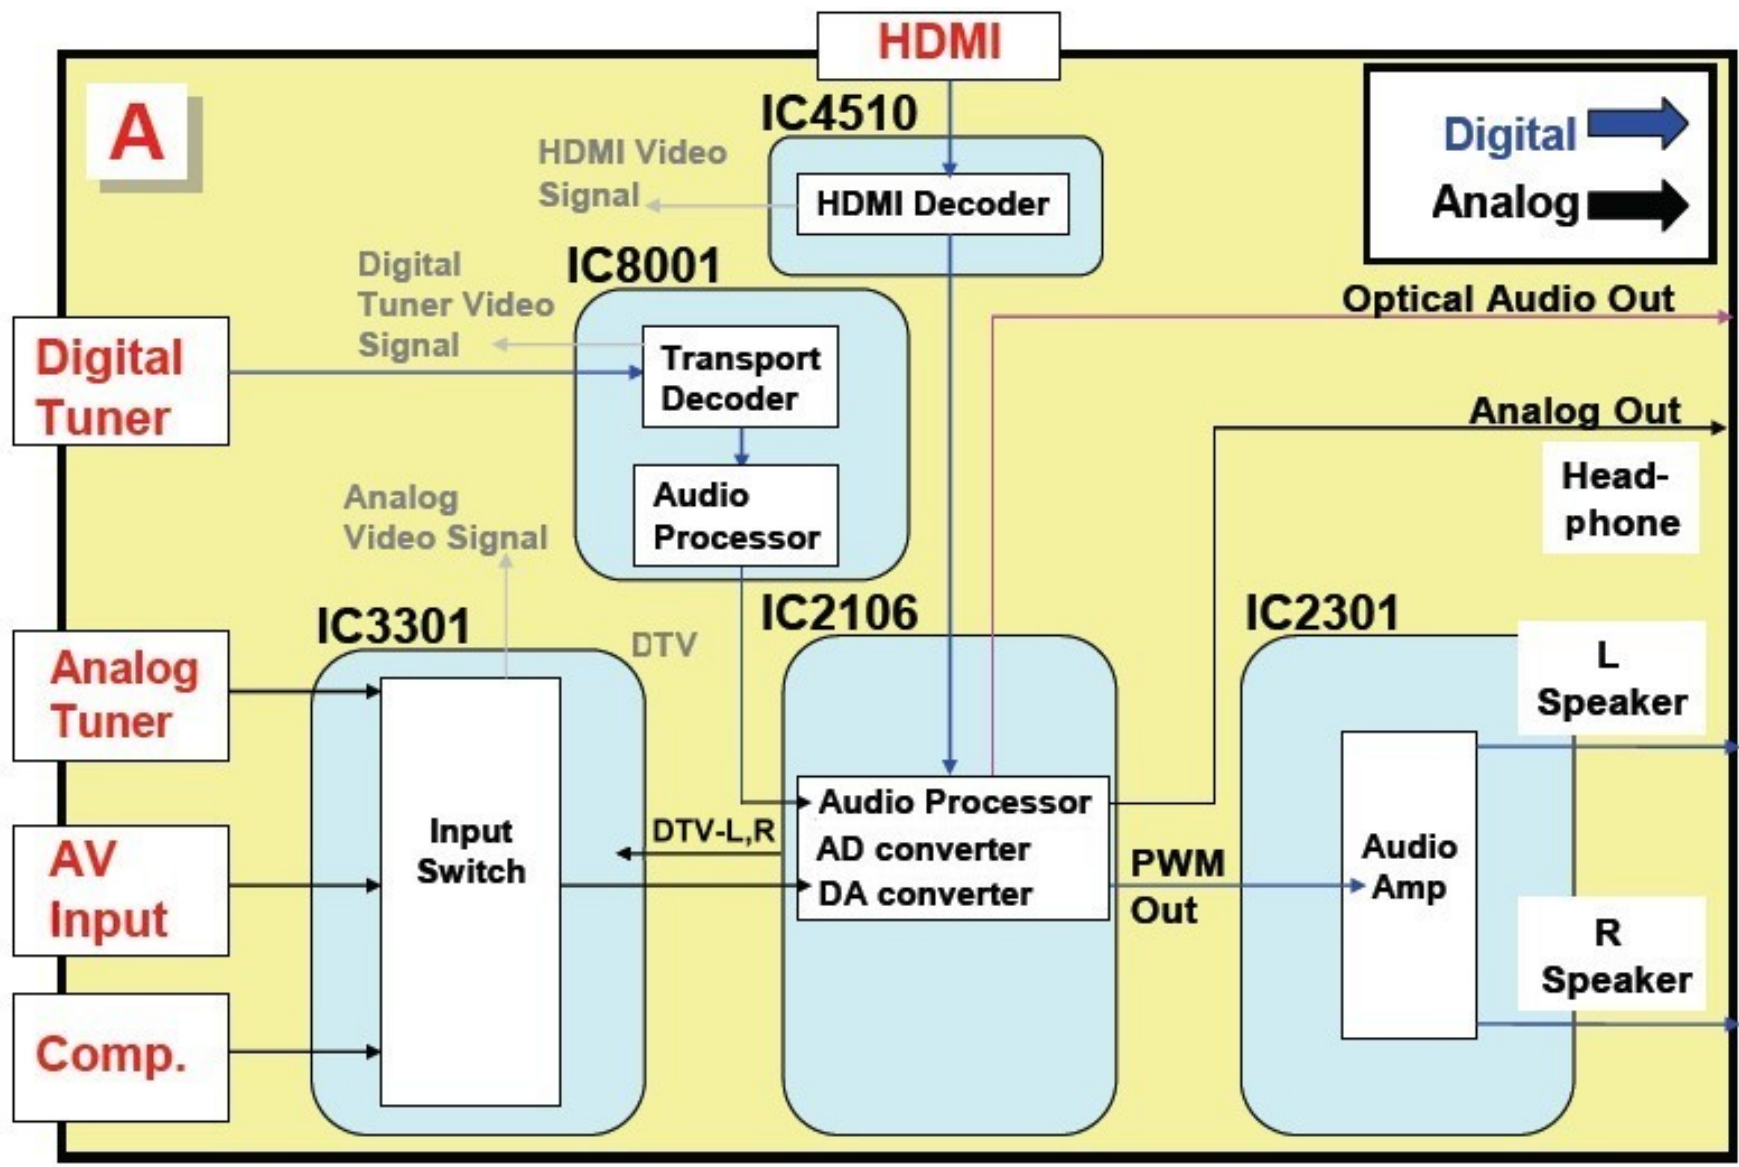 HDMI
A
IC4510
Digital
Analog
HDMI Video
Signal
HDMI Decoder
IC8001
Digital
Tuner Video
Signal
Optical Audio Out
Digital
Tuner
Transport
Decoder
Analog Out
Audio
Processor
Head-
phone
Analog
Video Signal
IC3301
DTV
IC2106
IC2301
Analog
Tuner
L
Speaker
Input
Switch
DTV-L,R
Audio Processor
AD converter
DA converter
PWM
Out
Audio
Amp
AV
Input
R
Speaker
Comp.